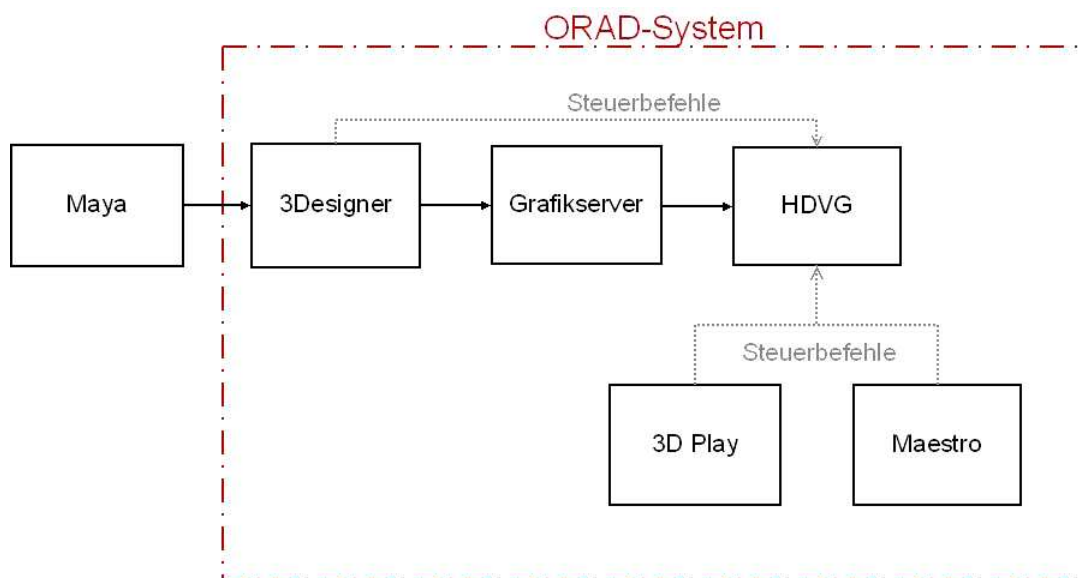 ORAD-System
Steuerbefehle
Maya
3Designer
Grafikserver
HDVG
Steuerbefehle
3D Play
Maestro